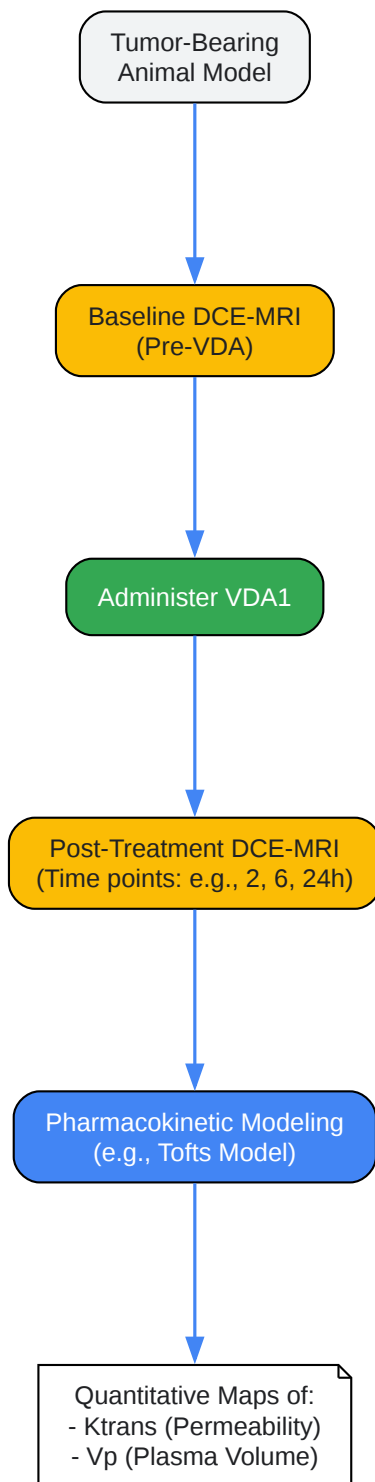 Tumor-Bearing
Animal Model
Baseline DCE-MRI
(Pre-VDA)
Administer VDA1
Post-Treatment DCE-MRI
(Time points: e.g., 2, 6, 24h)
Pharmacokinetic Modeling
(e.g., Tofts Model)
Quantitative Maps of:
- Ktrans (Permeability)
- Vp (Plasma Volume)